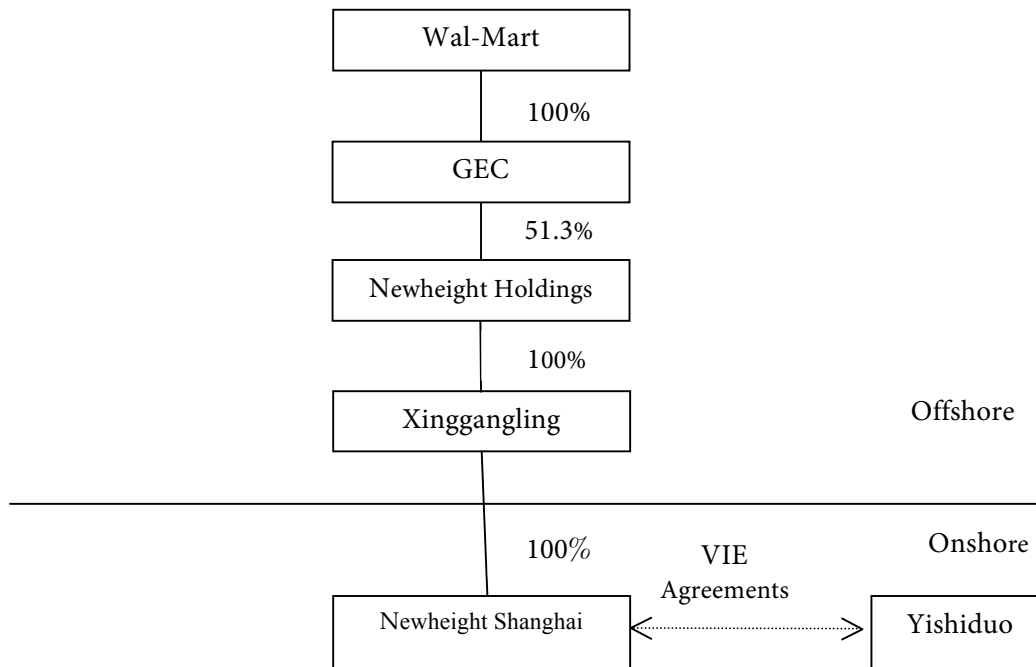 Wal-Mart
100%
GEC
51.3%
Newheight Holdings
100%
Xinggangling
Offshore
Onshore
100%
VIE
Agreements
Newheight Shanghai
Yishiduo